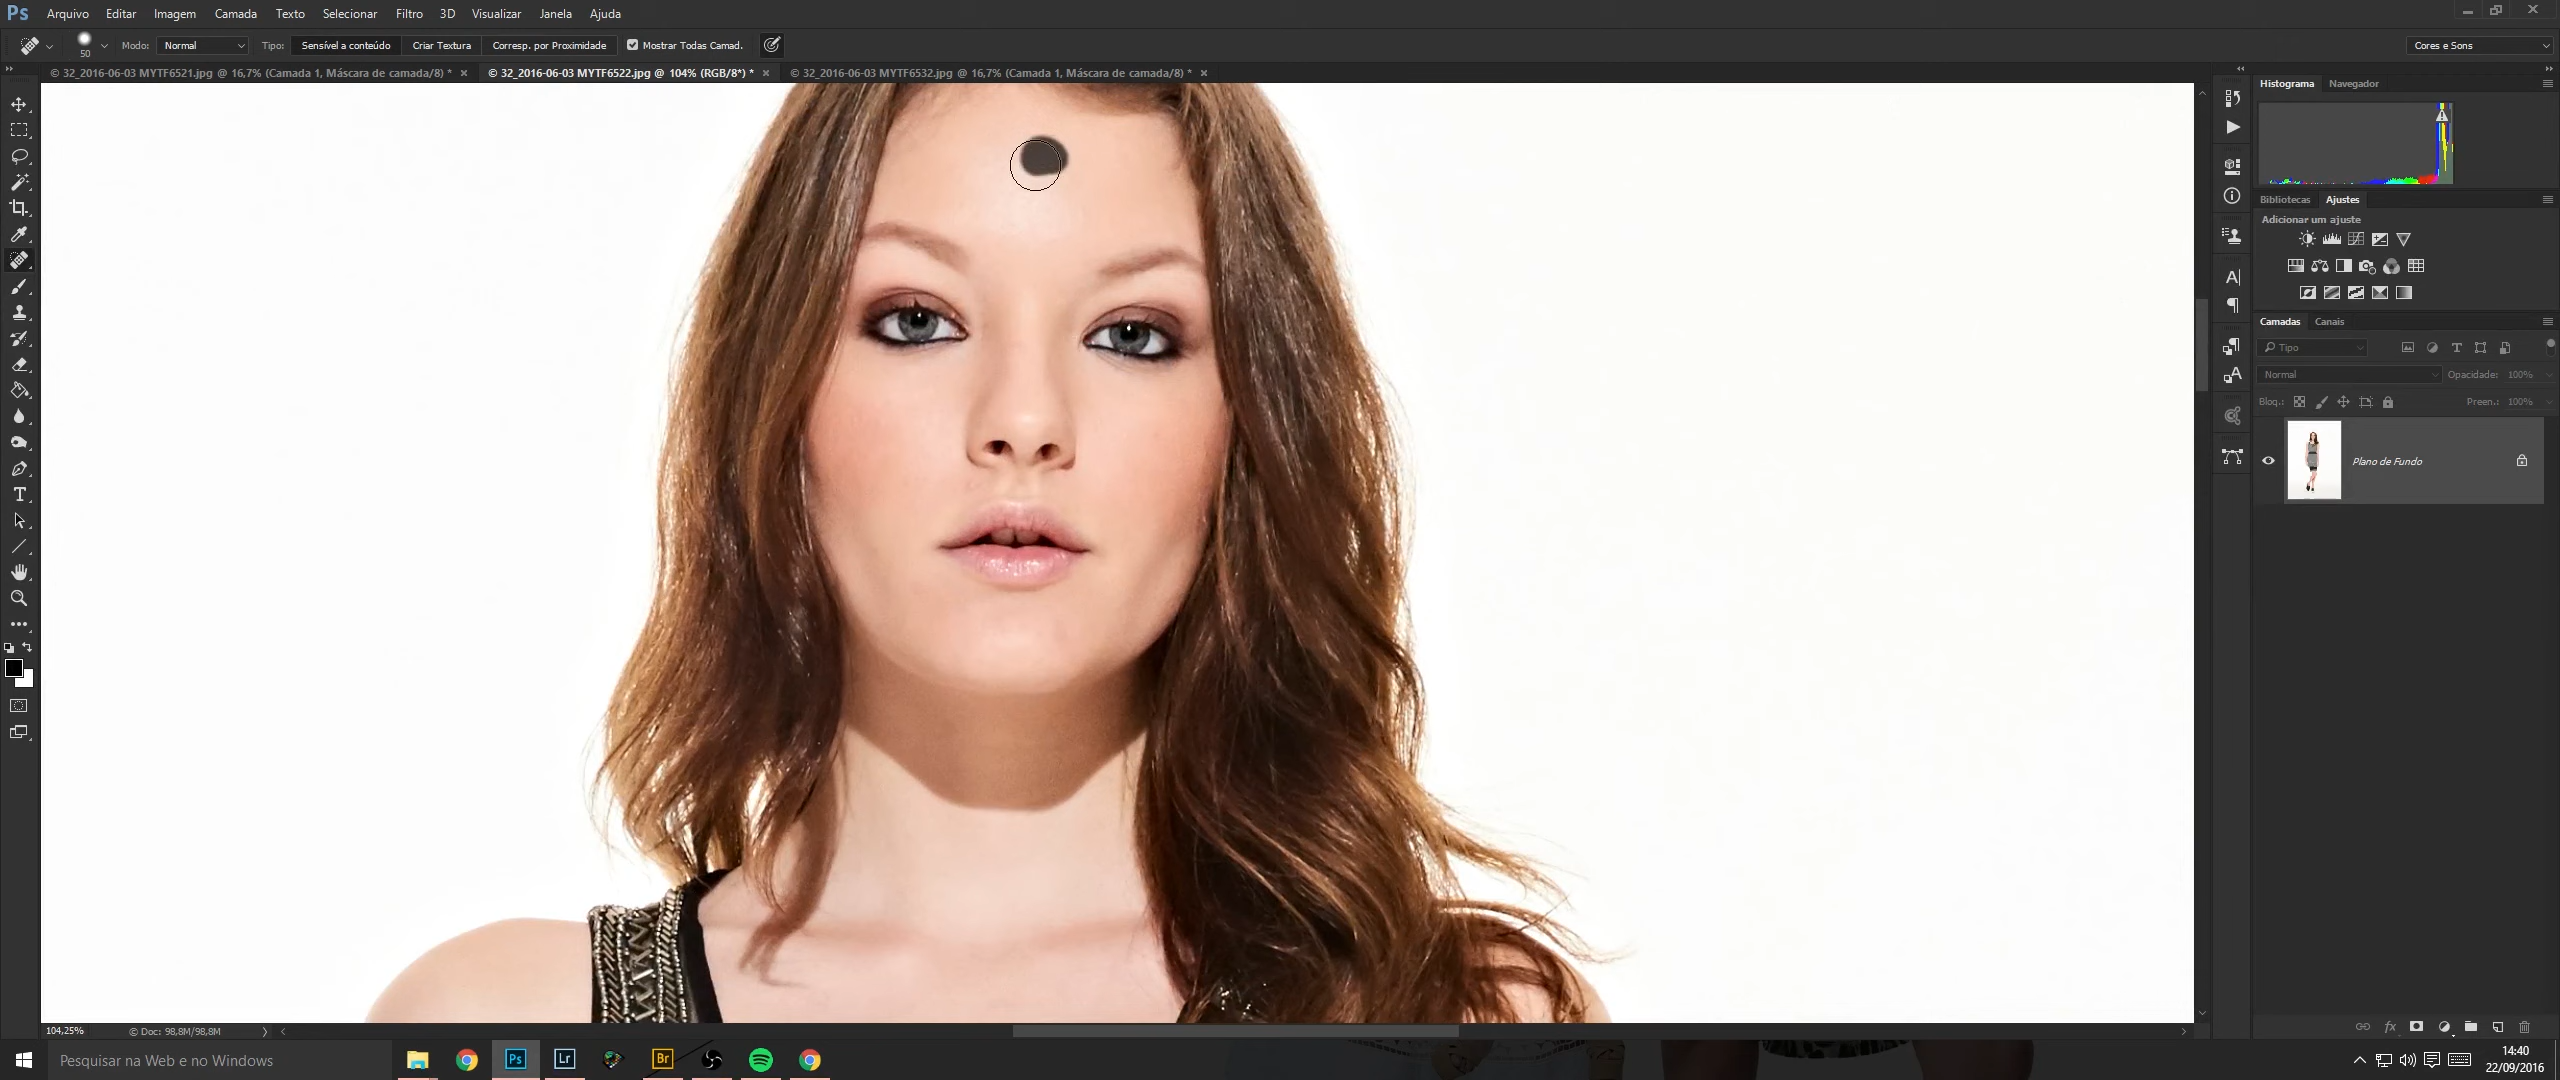 Ps Arquivo Editar Imagem Camada Texto Selecionar Filtro 3D Visualizar Janela Ajuda
50 Modo: Normal Tipo: Sensível a conteúdo Criar Textura Corresp. por Proximidade Mostrar Todas Camad. Cores e Sons
© 32_2016-06-03 MYTF6521.jpg @ 16,7% (Camada 1, Máscara de camada/8) * © 32_2016-06-03 MYTF6522.jpg @ 104% (RGB/8*) * © 32_2016-06-03 MYTF6532.jpg @ 16,7% (Camada 1, Máscara de camada/8) *
Histograma Navegador
Bibliotecas Ajustes
Adicionar um ajuste
Camadas Canais
Tipo
Normal Opacidade: 100%
Bloq.: Preen.: 100%
Plano de Fundo
104,25% © Doc: 98,8M/98,8M
Pesquisar na Web e no Windows Ps Lr Br
14:40
22/09/2016